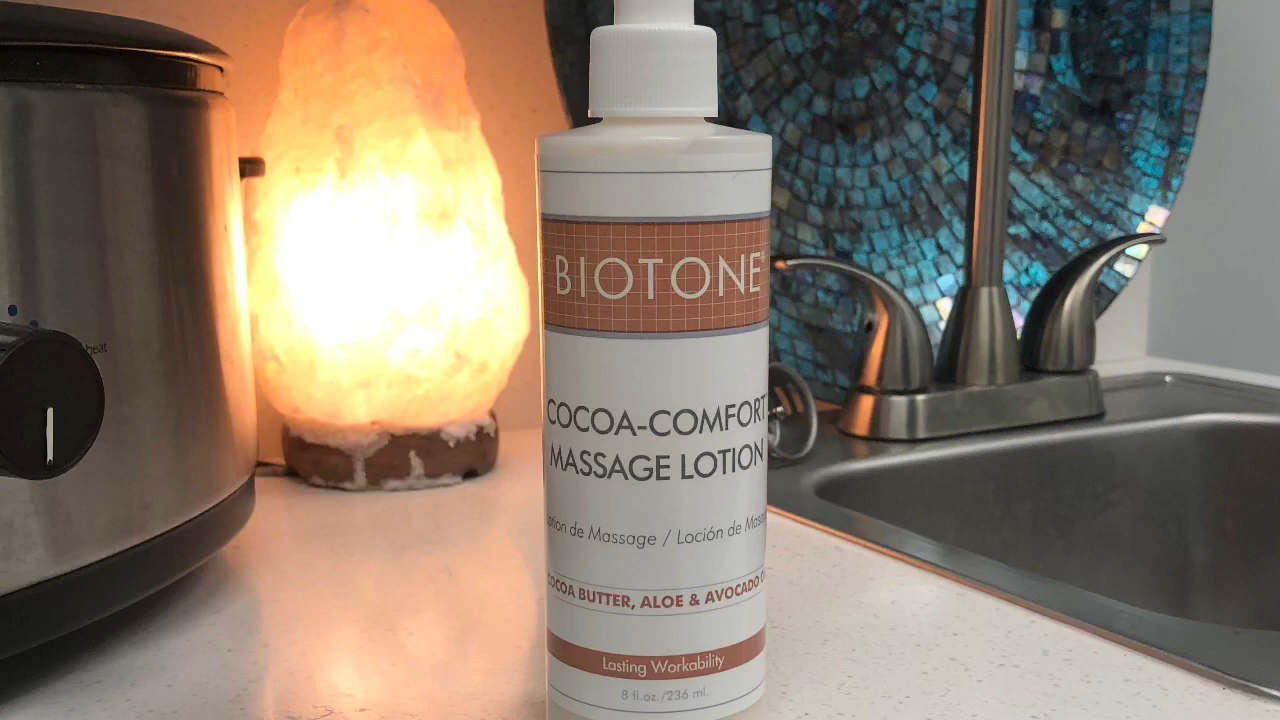 BIOTONE
COCOA-COMFORT
MASSAGE LOTION
de Massage / Loción de
COCOA BUTTER, ALOE & AVOCADO
Lasting Workability
8 fl.oz./236 ml.